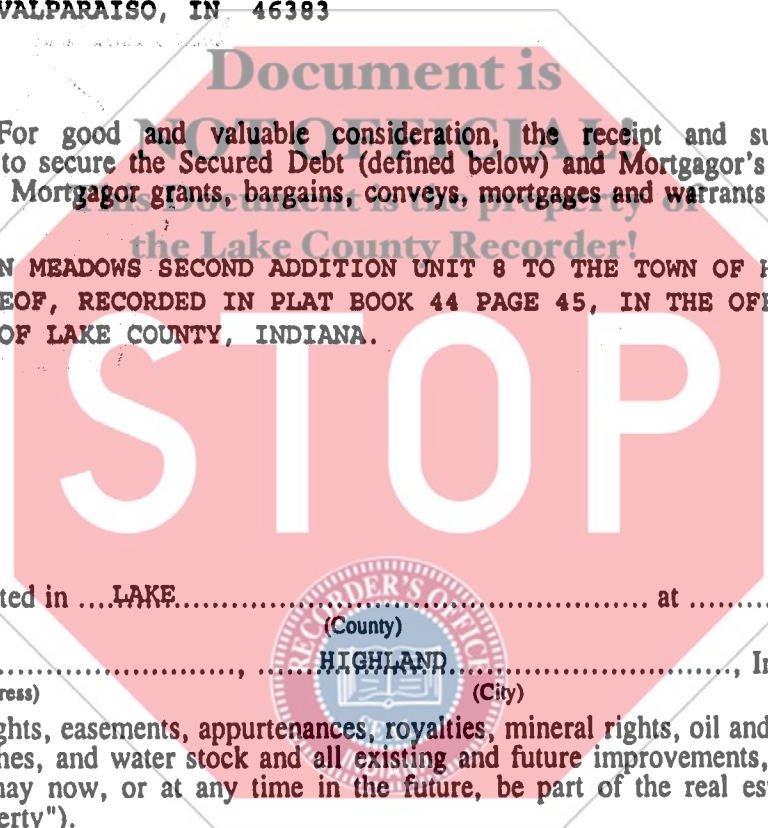 VALPARAISO, IN 46383
Document is
NOT OFFICIAL!
For good and valuable consideration, the receipt and su
to secure the Secured Debt (defined below) and Mortgagor's
Mortgagor grants, bargains, conveys, mortgages and warrants
This Document is the property of
the Lake County Recorder!
N MEADOWS SECOND ADDITION UNIT 8 TO THE TOWN OF H
EOF, RECORDED IN PLAT BOOK 44 PAGE 45, IN THE OFF
OF LAKE COUNTY, INDIANA.
STOP
ted in ....LAKE.................................................................. at ..........
(County)
..............................., ......HIGHLAND......................................, In
ress)
(City)
RECORDER'S OFFICE
ghts, easements, appurtenances, royalties, mineral rights, oil and
hes, and water stock and all existing and future improvements,
may now, or at any time in the future, be part of the real est
erty").